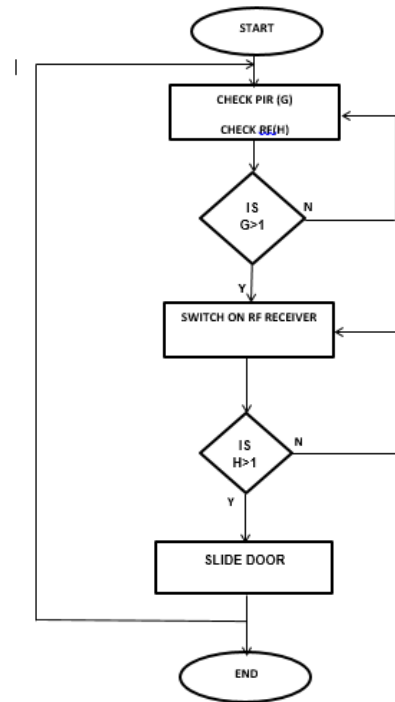 START
CHECK PIR (G)
CHECK RF(H)
IS
G>1
N
Y
SWITCH ON RF RECEIVER
IS
H>1
N
Y
SLIDE DOOR
END